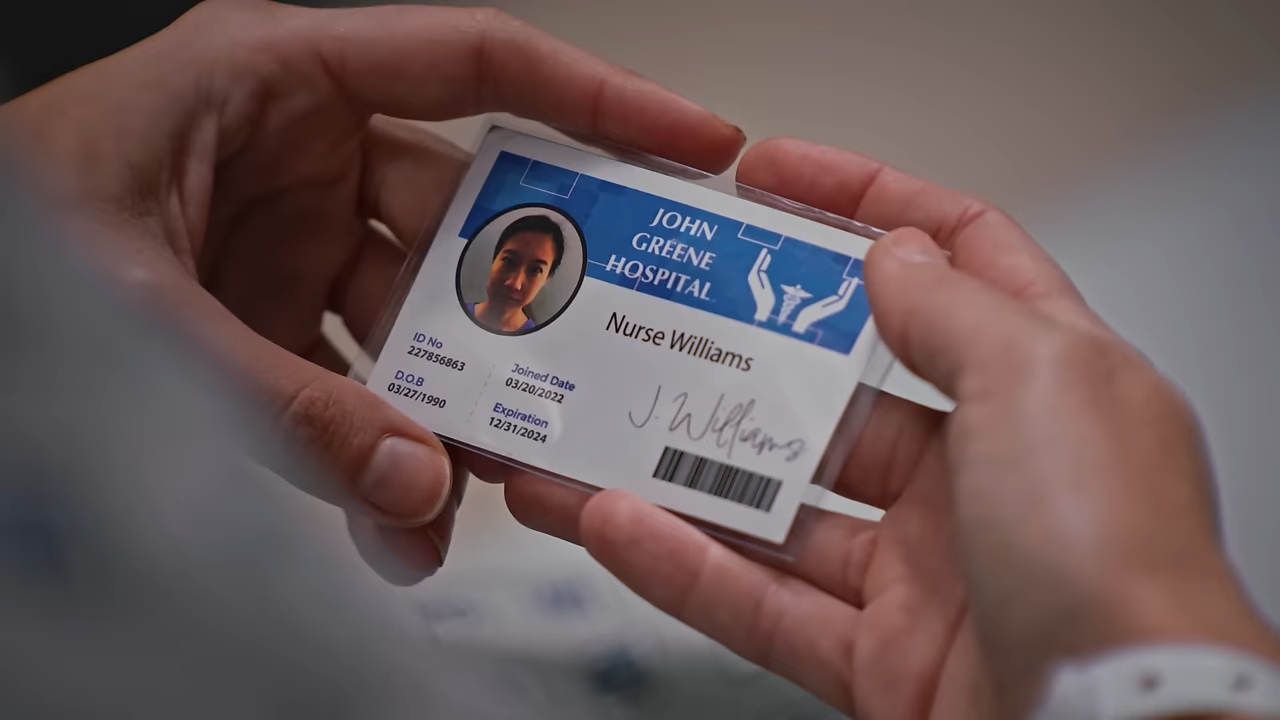 JOHN
GREENE
HOSPITAL
Nurse Williams
ID No
227856863
D.O.B
03/27/1990
Joined Date
03/20/2022
Expiration
12/31/2024
J. Williams